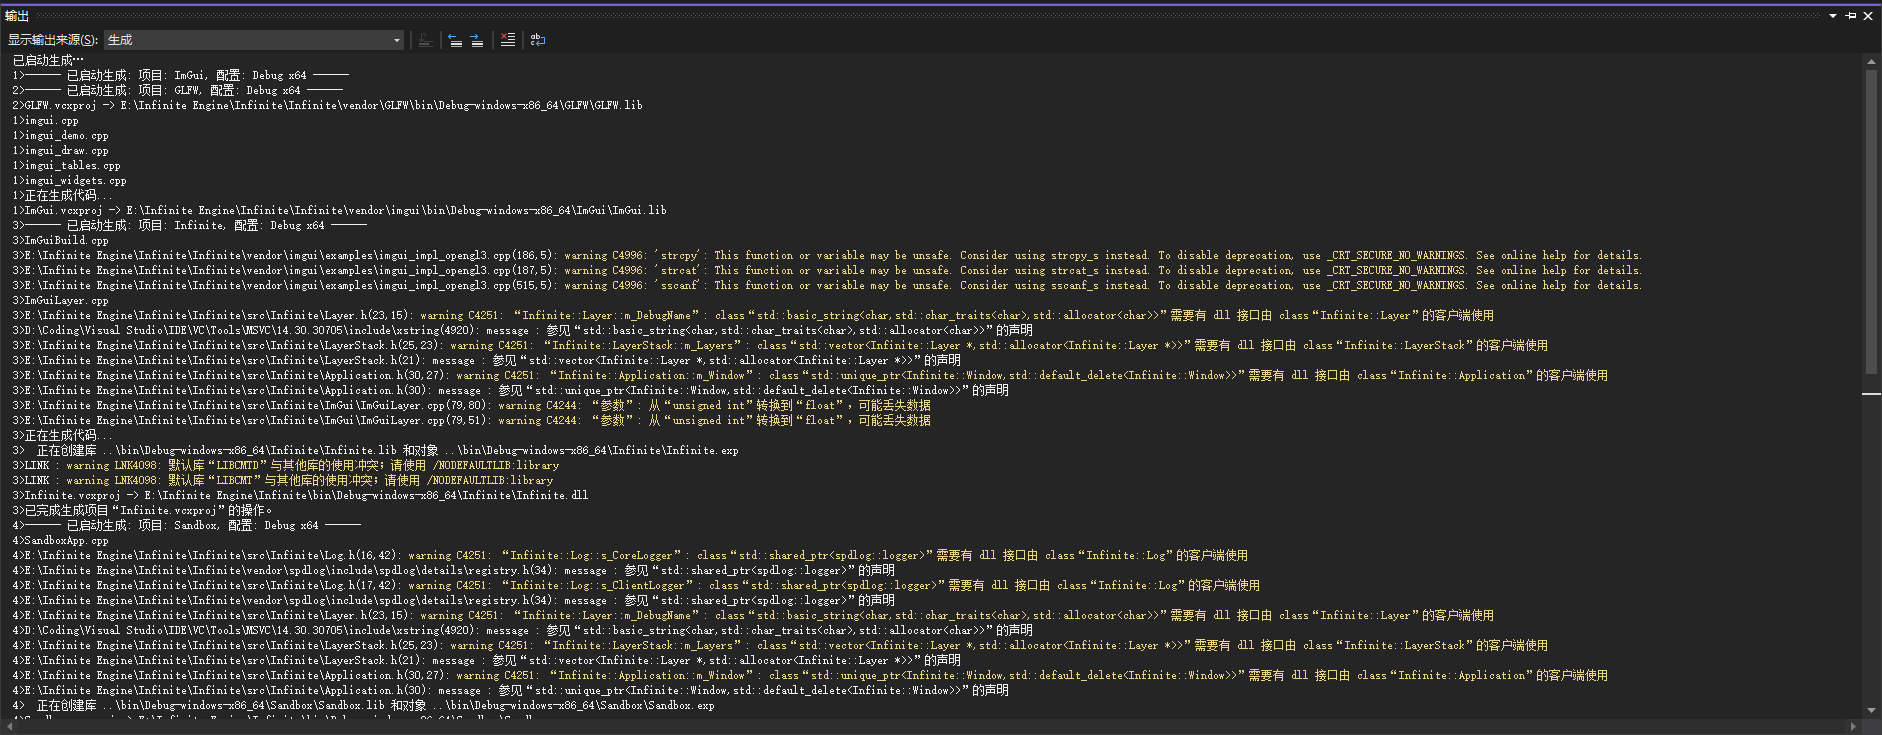 输出
显示输出来源(S): 生成
已启动生成…
1>------ 已启动生成: 项目: ImGui, 配置: Debug x64 ------
2>------ 已启动生成: 项目: GLFW, 配置: Debug x64 ------
2>GLFW.vcxproj -> E:\Infinite Engine\Infinite\Infinite\vendor\GLFW\bin\Debug-windows-x86_64\GLFW\GLFW.lib
1>imgui.cpp
1>imgui_demo.cpp
1>imgui_draw.cpp
1>imgui_tables.cpp
1>imgui_widgets.cpp
1>正在生成代码...
1>ImGui.vcxproj -> E:\Infinite Engine\Infinite\Infinite\vendor\imgui\bin\Debug-windows-x86_64\ImGui\ImGui.lib
3>------ 已启动生成: 项目: Infinite, 配置: Debug x64 ------
3>ImGuiBuild.cpp
3>E:\Infinite Engine\Infinite\Infinite\vendor\imgui\examples\imgui_impl_opengl3.cpp(186,5): warning C4996: 'strcpy': This function or variable may be unsafe. Consider using strcpy_s instead. To disable deprecation, use _CRT_SECURE_NO_WARNINGS. See online help for details.
3>E:\Infinite Engine\Infinite\Infinite\vendor\imgui\examples\imgui_impl_opengl3.cpp(187,5): warning C4996: 'strcat': This function or variable may be unsafe. Consider using strcat_s instead. To disable deprecation, use _CRT_SECURE_NO_WARNINGS. See online help for details.
3>E:\Infinite Engine\Infinite\Infinite\vendor\imgui\examples\imgui_impl_opengl3.cpp(515,5): warning C4996: 'sscanf': This function or variable may be unsafe. Consider using sscanf_s instead. To disable deprecation, use _CRT_SECURE_NO_WARNINGS. See online help for details.
3>ImGuiLayer.cpp
3>E:\Infinite Engine\Infinite\Infinite\src\Infinite\Layer.h(23,15): warning C4251: “Infinite::Layer::m_DebugName”: class“std::basic_string<char,std::char_traits<char>,std::allocator<char>>”需要有 dll 接口由 class“Infinite::Layer”的客户端使用
3>D:\Coding\Visual Studio\IDE\VC\Tools\MSVC\14.30.30705\include\xstring(4920): message : 参见“std::basic_string<char,std::char_traits<char>,std::allocator<char>>”的声明
3>E:\Infinite Engine\Infinite\Infinite\src\Infinite\LayerStack.h(25,23): warning C4251: “Infinite::LayerStack::m_Layers”: class“std::vector<Infinite::Layer *,std::allocator<Infinite::Layer *>>”需要有 dll 接口由 class“Infinite::LayerStack”的客户端使用
3>E:\Infinite Engine\Infinite\Infinite\src\Infinite\LayerStack.h(21): message : 参见“std::vector<Infinite::Layer *,std::allocator<Infinite::Layer *>>”的声明
3>E:\Infinite Engine\Infinite\Infinite\src\Infinite\Application.h(30,27): warning C4251: “Infinite::Application::m_Window”: class“std::unique_ptr<Infinite::Window,std::default_delete<Infinite::Window>>”需要有 dll 接口由 class“Infinite::Application”的客户端使用
3>E:\Infinite Engine\Infinite\Infinite\src\Infinite\Application.h(30): message : 参见“std::unique_ptr<Infinite::Window,std::default_delete<Infinite::Window>>”的声明
3>E:\Infinite Engine\Infinite\Infinite\src\Infinite\ImGui\ImGuiLayer.cpp(79,80): warning C4244: “参数”: 从“unsigned int”转换到“float”，可能丢失数据
3>E:\Infinite Engine\Infinite\Infinite\src\Infinite\ImGui\ImGuiLayer.cpp(79,51): warning C4244: “参数”: 从“unsigned int”转换到“float”，可能丢失数据
3>正在生成代码...
3>  正在创建库 ..\bin\Debug-windows-x86_64\Infinite\Infinite.lib 和对象 ..\bin\Debug-windows-x86_64\Infinite\Infinite.exp
3>LINK : warning LNK4098: 默认库“LIBCMTD”与其他库的使用冲突；请使用 /NODEFAULTLIB:library
3>LINK : warning LNK4098: 默认库“LIBCMT”与其他库的使用冲突；请使用 /NODEFAULTLIB:library
3>Infinite.vcxproj -> E:\Infinite Engine\Infinite\bin\Debug-windows-x86_64\Infinite\Infinite.dll
3>已完成生成项目“Infinite.vcxproj”的操作。
4>------ 已启动生成: 项目: Sandbox, 配置: Debug x64 ------
4>SandboxApp.cpp
4>E:\Infinite Engine\Infinite\Infinite\src\Infinite\Log.h(16,42): warning C4251: “Infinite::Log::s_CoreLogger”: class“std::shared_ptr<spdlog::logger>”需要有 dll 接口由 class“Infinite::Log”的客户端使用
4>E:\Infinite Engine\Infinite\Infinite\vendor\spdlog\include\spdlog\details\registry.h(34): message : 参见“std::shared_ptr<spdlog::logger>”的声明
4>E:\Infinite Engine\Infinite\Infinite\src\Infinite\Log.h(17,42): warning C4251: “Infinite::Log::s_ClientLogger”: class“std::shared_ptr<spdlog::logger>”需要有 dll 接口由 class“Infinite::Log”的客户端使用
4>E:\Infinite Engine\Infinite\Infinite\vendor\spdlog\include\spdlog\details\registry.h(34): message : 参见“std::shared_ptr<spdlog::logger>”的声明
4>E:\Infinite Engine\Infinite\Infinite\src\Infinite\Layer.h(23,15): warning C4251: “Infinite::Layer::m_DebugName”: class“std::basic_string<char,std::char_traits<char>,std::allocator<char>>”需要有 dll 接口由 class“Infinite::Layer”的客户端使用
4>D:\Coding\Visual Studio\IDE\VC\Tools\MSVC\14.30.30705\include\xstring(4920): message : 参见“std::basic_string<char,std::char_traits<char>,std::allocator<char>>”的声明
4>E:\Infinite Engine\Infinite\Infinite\src\Infinite\LayerStack.h(25,23): warning C4251: “Infinite::LayerStack::m_Layers”: class“std::vector<Infinite::Layer *,std::allocator<Infinite::Layer *>>”需要有 dll 接口由 class“Infinite::LayerStack”的客户端使用
4>E:\Infinite Engine\Infinite\Infinite\src\Infinite\LayerStack.h(21): message : 参见“std::vector<Infinite::Layer *,std::allocator<Infinite::Layer *>>”的声明
4>E:\Infinite Engine\Infinite\Infinite\src\Infinite\Application.h(30,27): warning C4251: “Infinite::Application::m_Window”: class“std::unique_ptr<Infinite::Window,std::default_delete<Infinite::Window>>”需要有 dll 接口由 class“Infinite::Application”的客户端使用
4>E:\Infinite Engine\Infinite\Infinite\src\Infinite\Application.h(30): message : 参见“std::unique_ptr<Infinite::Window,std::default_delete<Infinite::Window>>”的声明
4>  正在创建库 ..\bin\Debug-windows-x86_64\Sandbox\Sandbox.lib 和对象 ..\bin\Debug-windows-x86_64\Sandbox\Sandbox.exp